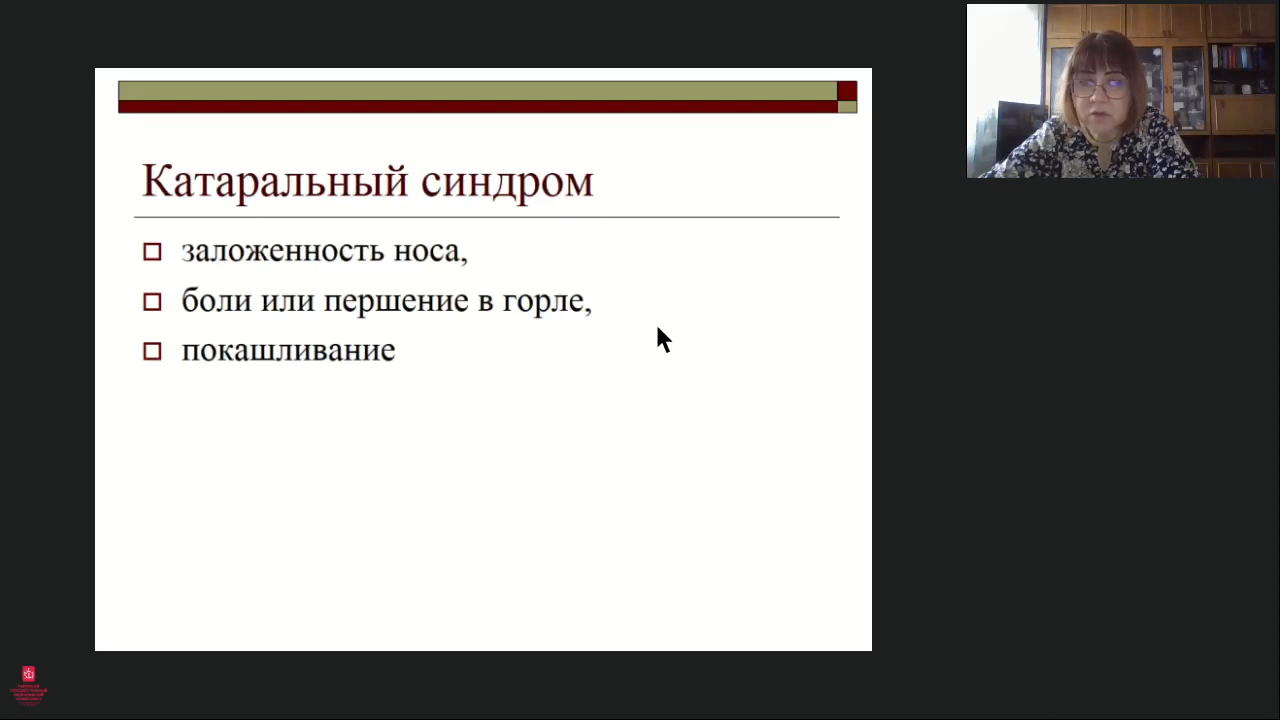 Катаральный синдром
заложенность носа,
боли или першение в горле,
покашливание